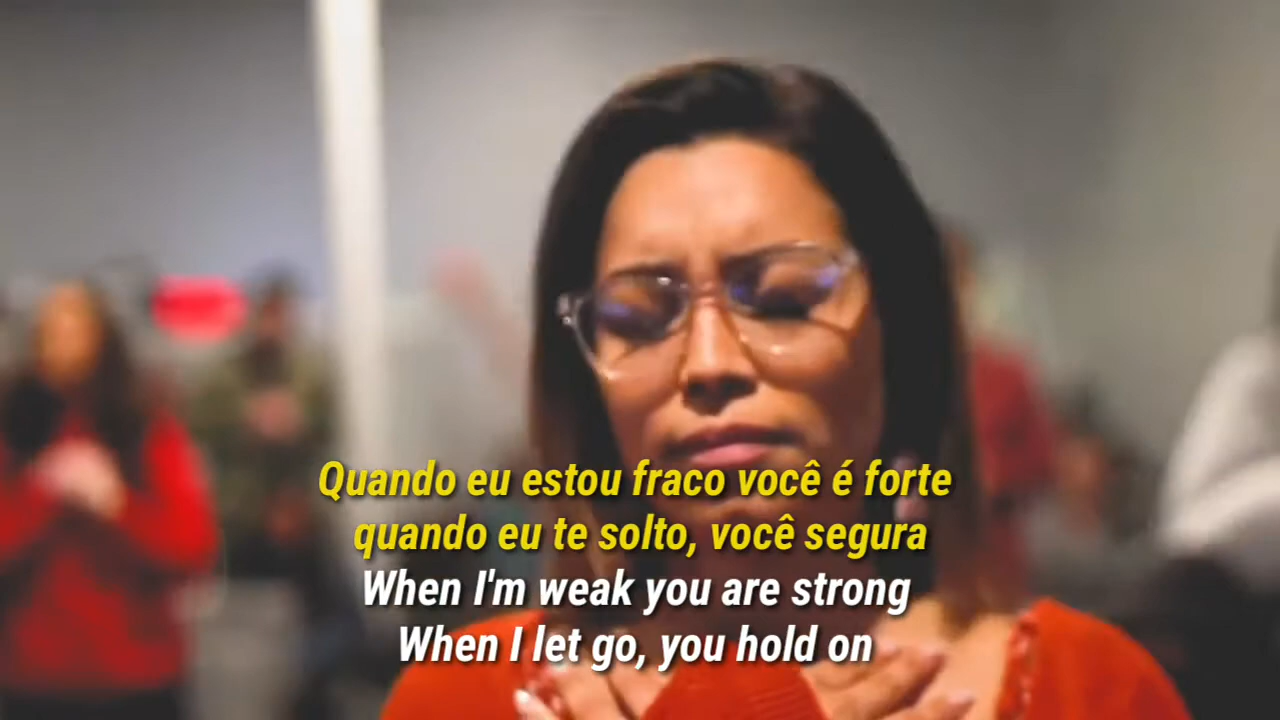 Quando eu estou fraco você é forte
quando eu te solto, você segura
When I'm weak you are strong
When I let go, you hold on